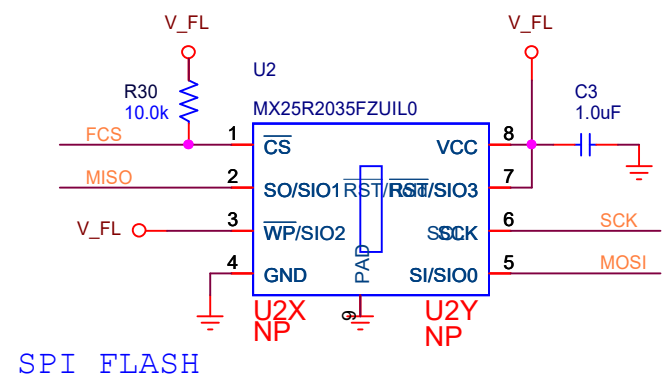 V_FL
V_FL
U2
R30
10.0k
C3
1.0uF
MX25R2035FZUIL0
FCS
1
CS
VCC
8
MISO
2
SO/SIO1
RST/SIO3
7
V_FL
3
WP/SIO2
SCK
6
SCK
4
GND
PAD
SI/SIO0
5
MOSI
9
U2X
NP
U2Y
NP
SPI FLASH